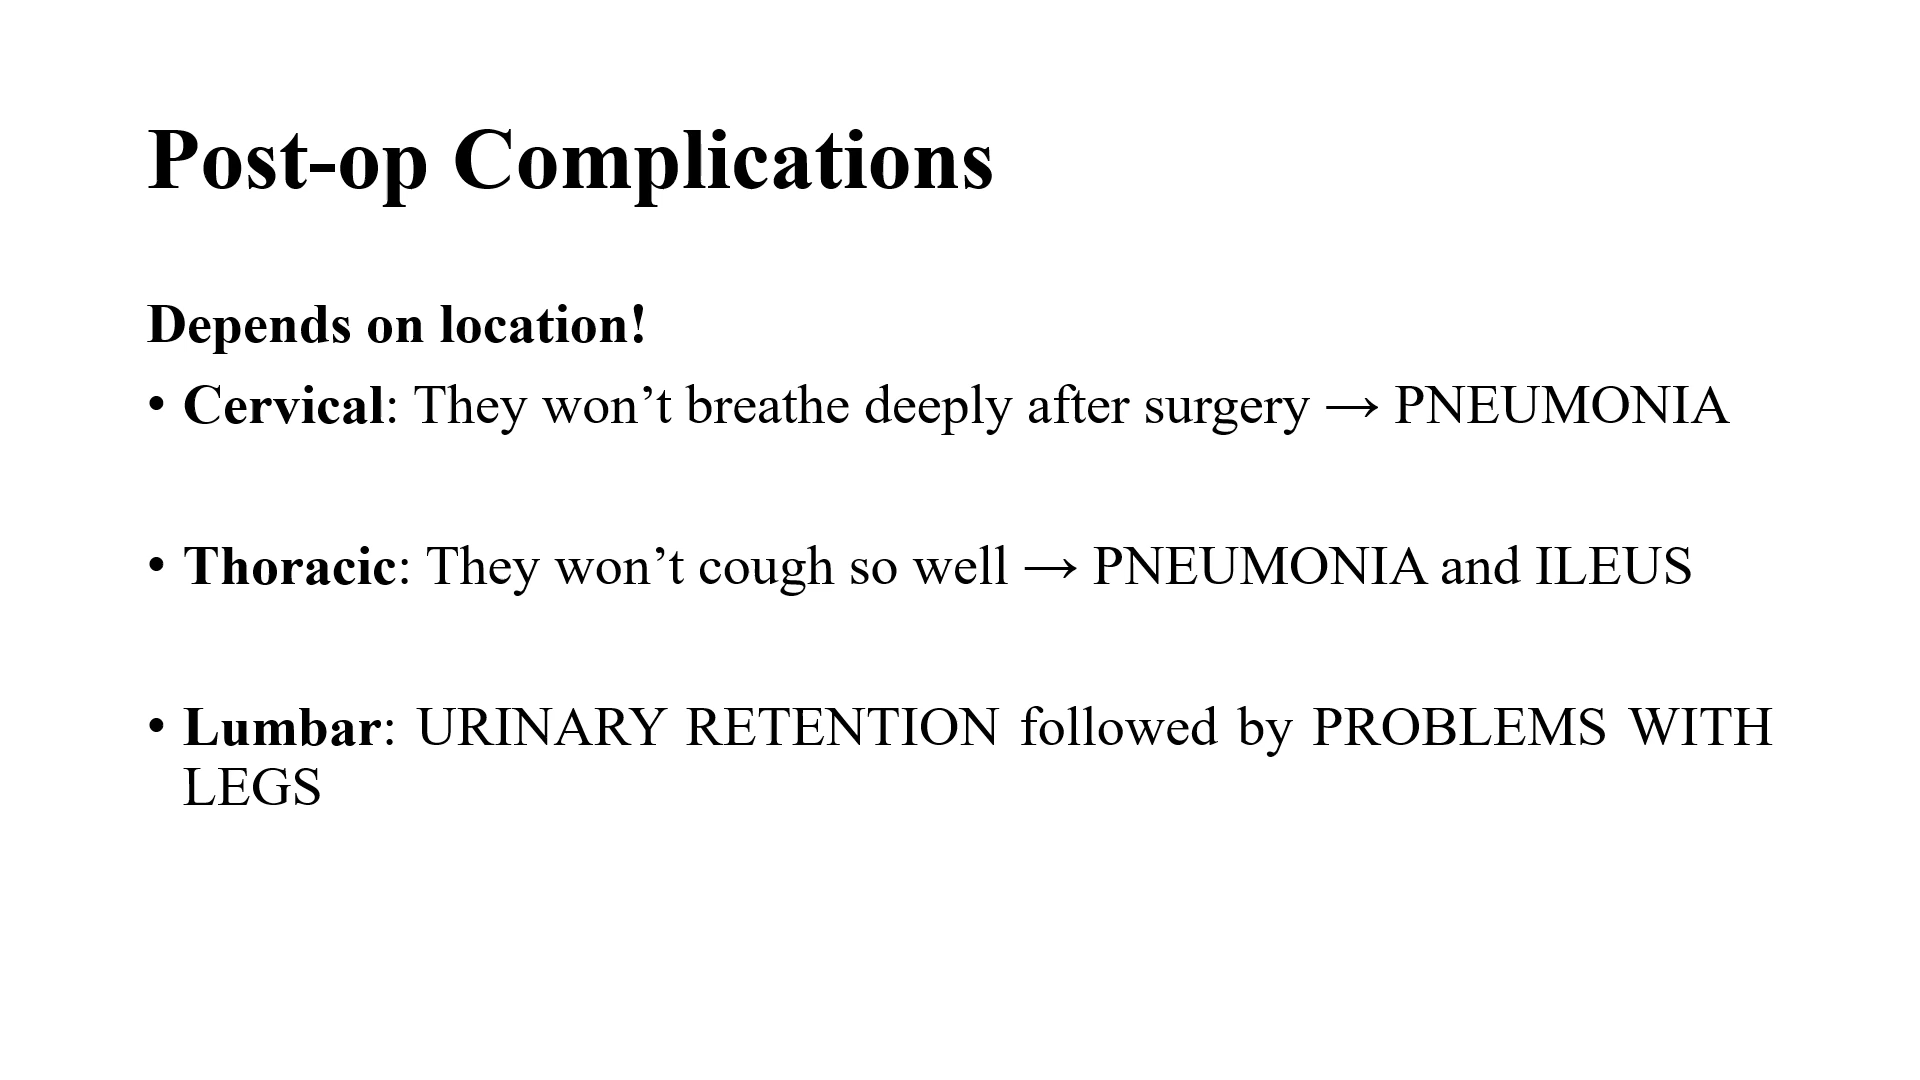 Post-op Complications
Depends on location!
• Cervical: They won’t breathe deeply after surgery → PNEUMONIA
• Thoracic: They won’t cough so well → PNEUMONIA and ILEUS
• Lumbar: URINARY RETENTION followed by PROBLEMS WITH
LEGS